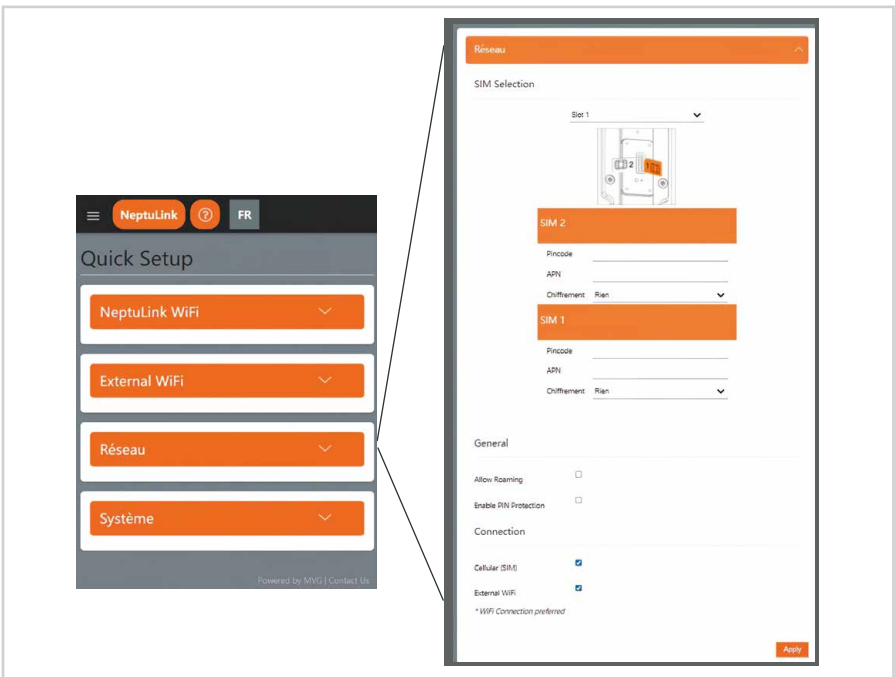 NeptuLink
?
FR
Quick Setup
NeptuLink WiFi
External WiFi
Réseau
Système
Powered by MVG | Contact Us
Réseau
SIM Selection
Slot 1
2 1
SIM 2
Pincode
APN
Chiffrement Rien
SIM 1
Pincode
APN
Chiffrement Rien
General
Allow Roaming
Enable PIN Protection
Connection
Cellular (SIM)
External WiFi
* WiFi Connection preferred
Apply